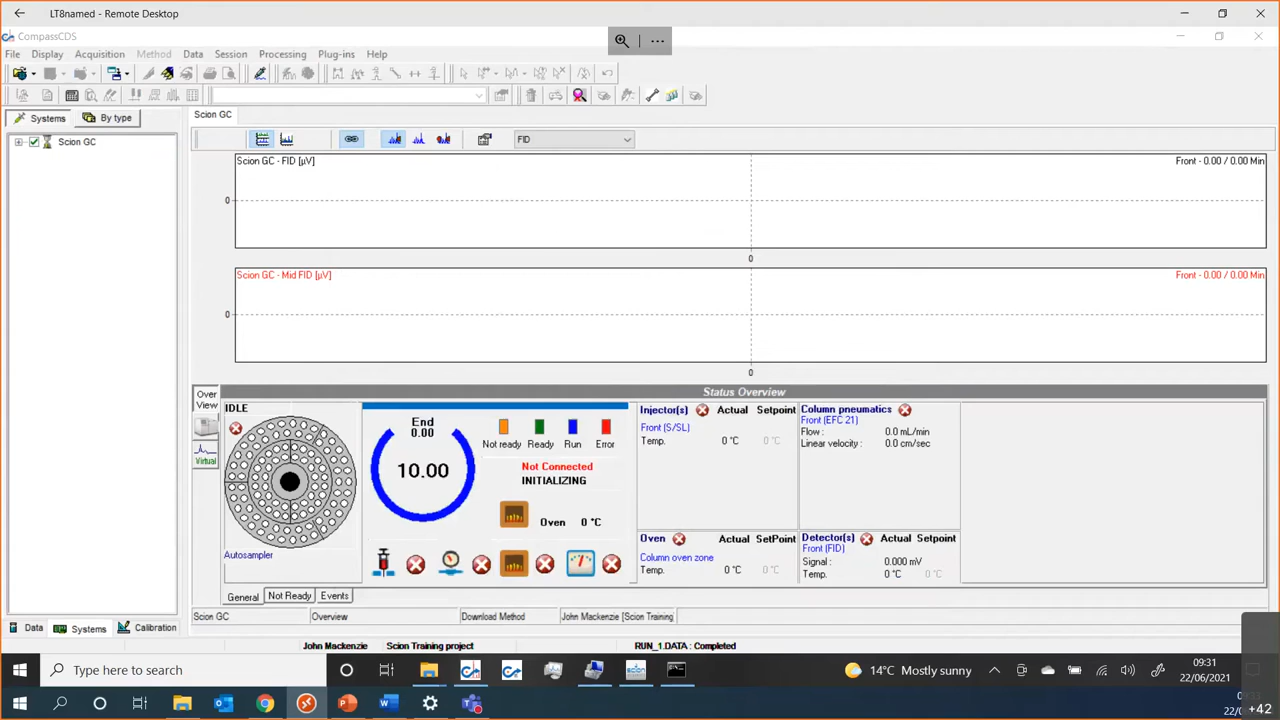 LT8named - Remote Desktop
CompassCDS
File Display Acquisition Method Data Session Processing Plug-ins Help
Systems By type Scion GC
Scion GC
FID
Scion GC - FID [µV] Front - 0.00 / 0.00 Min
0
0
Scion GC - Mid FID [µV] Front - 0.00 / 0.00 Min
0
0
Status Overview
Over
View
Virtual
IDLE
Autosampler
End
0.00
10.00
Not ready Ready Run Error
Not Connected
INITIALIZING
Oven 0 °C
Injector(s) Actual Setpoint
Front (S/SL)
Temp. 0 °C 0 °C
Column pneumatics
Front (EFC 21)
Flow : 0.0 mL/min
Linear velocity : 0.0 cm/sec
Oven Actual SetPoint
Column oven zone
Temp. 0 °C 0 °C
Detector(s) Actual Setpoint
Front (FID)
Signal : 0.000 mV
Temp. 0 °C 0 °C
General Not Ready Events
Scion GC Overview Download Method John Mackenzie [Scion Training
Data Systems Calibration
John Mackenzie Scion Training project RUN_1.DATA : Completed
Type here to search 14°C Mostly sunny 09:31
22/06/2021
22/0
+42